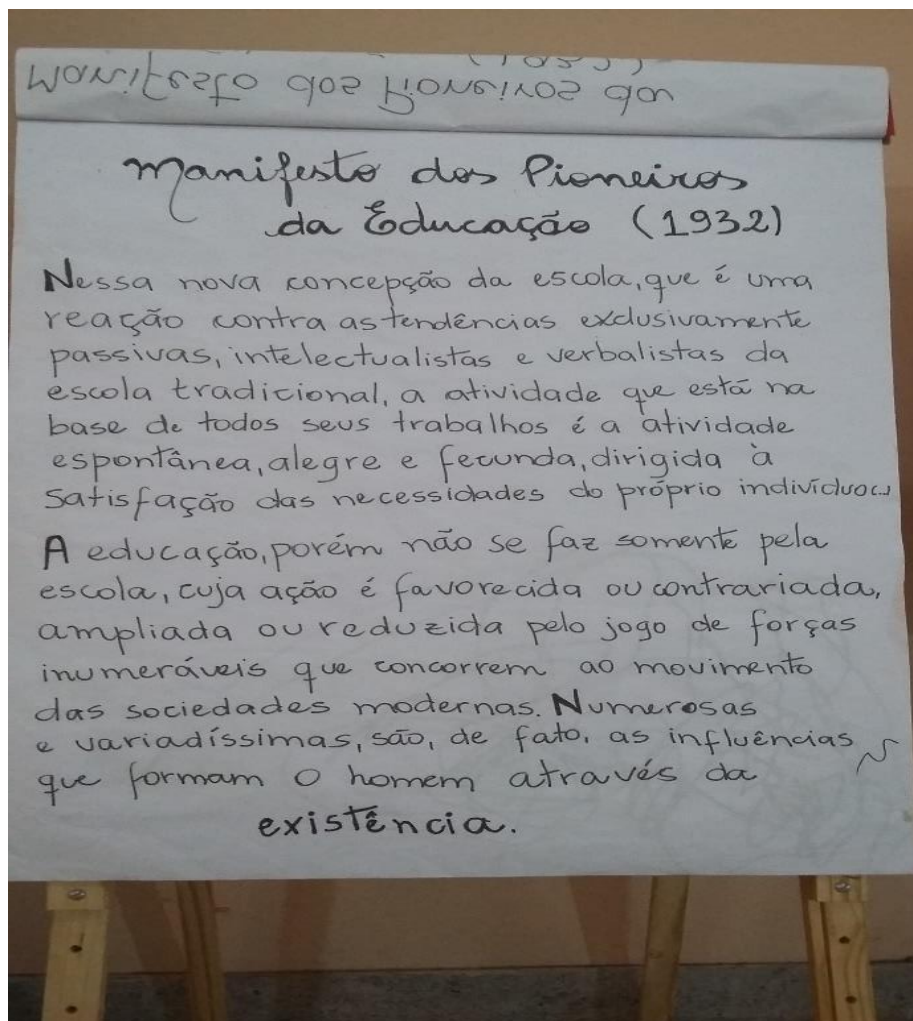 Manifesto dos Pioneiros da
Manifesto dos Pioneiros
da Educação (1932)
Nessa nova concepção da escola, que é uma
reação contra as tendências exclusivamente
passivas, intelectualistas e verbalistas da
escola tradicional, a atividade que está na
base de todos seus trabalhos é a atividade
espontânea, alegre e fecunda, dirigida à
satisfação das necessidades do próprio indivíduo(..)
A educação, porém não se faz somente pela
escola, cuja ação é favorecida ou contrariada,
ampliada ou reduzida pelo jogo de forças
inumeráveis que concorrem ao movimento
das sociedades modernas. Numerosas
e variadíssimas, são, de fato, as influências
que formam o homem através da
existência.